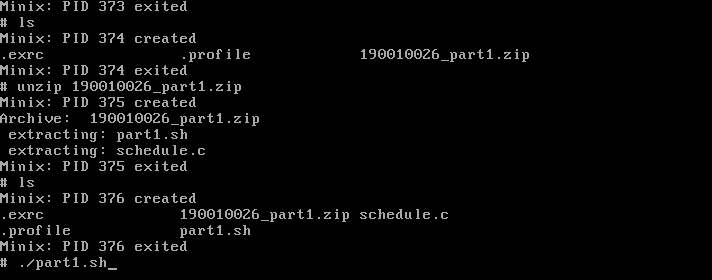 Minix: PID 373 exited
# ls
Minix: PID 374 created
.exrc .profile 190010026_part1.zip
Minix: PID 374 exited
# unzip 190010026_part1.zip
Minix: PID 375 created
Archive: 190010026_part1.zip
extracting: part1.sh
extracting: schedule.c
Minix: PID 375 exited
# ls
Minix: PID 376 created
.exrc 190010026_part1.zip schedule.c
.profile part1.sh
Minix: PID 376 exited
# ./part1.sh_